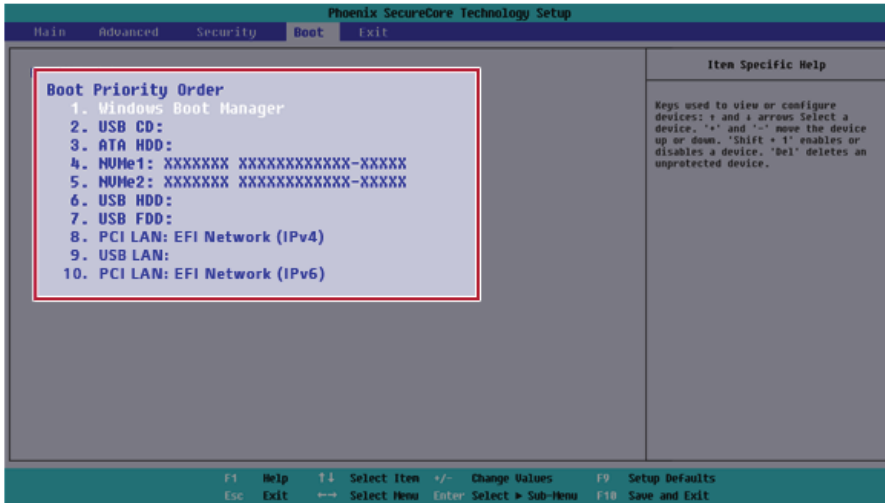 Phoenix SecureCore Technology Setup
Main Advanced Security Boot Exit
Boot Priority Order
1. Windows Boot Manager
2. USB CD:
3. ATA HDD:
4. NVMe1: XXXXXXX XXXXXXXXXXXX-XXXXX
5. NVMe2: XXXXXXX XXXXXXXXXXXX-XXXXX
6. USB HDD:
7. USB FDD:
8. PCI LAN: EFI Network (IPv4)
9. USB LAN:
10. PCI LAN: EFI Network (IPv6)
Item Specific Help
Keys used to view or configure
devices: ↑ and ↓ arrows Select a
device. '+' and '-' move the device
up or down. 'Shift + 1' enables or
disables a device. 'Del' deletes an
unprotected device.
F1 Help ↑↓ Select Item +/- Change Values F9 Setup Defaults
Esc Exit ←→ Select Menu Enter Select ► Sub-Menu F10 Save and Exit